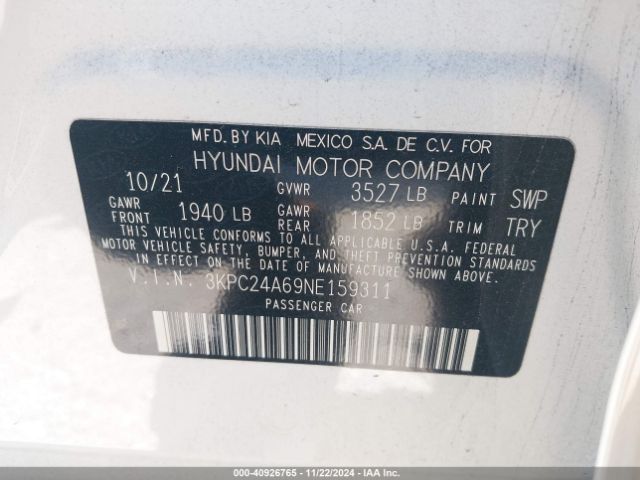 MFD. BY KIA MEXICO S.A. DE C.V. FOR
HYUNDAI MOTOR COMPANY
10/21 GVWR 3527 LB PAINT SWP
GAWR FRONT 1940 LB GAWR REAR 1852 LB TRIM TRY
THIS VEHICLE CONFORMS TO ALL APPLICABLE U.S.A. FEDERAL
MOTOR VEHICLE SAFETY, BUMPER, AND THEFT PREVENTION STANDARDS
IN EFFECT ON THE DATE OF MANUFACTURE SHOWN ABOVE.
V.I.N. 3KPC24A69NE159311
PASSENGER CAR
000-40926765 - 11/22/2024 - IAA Inc.